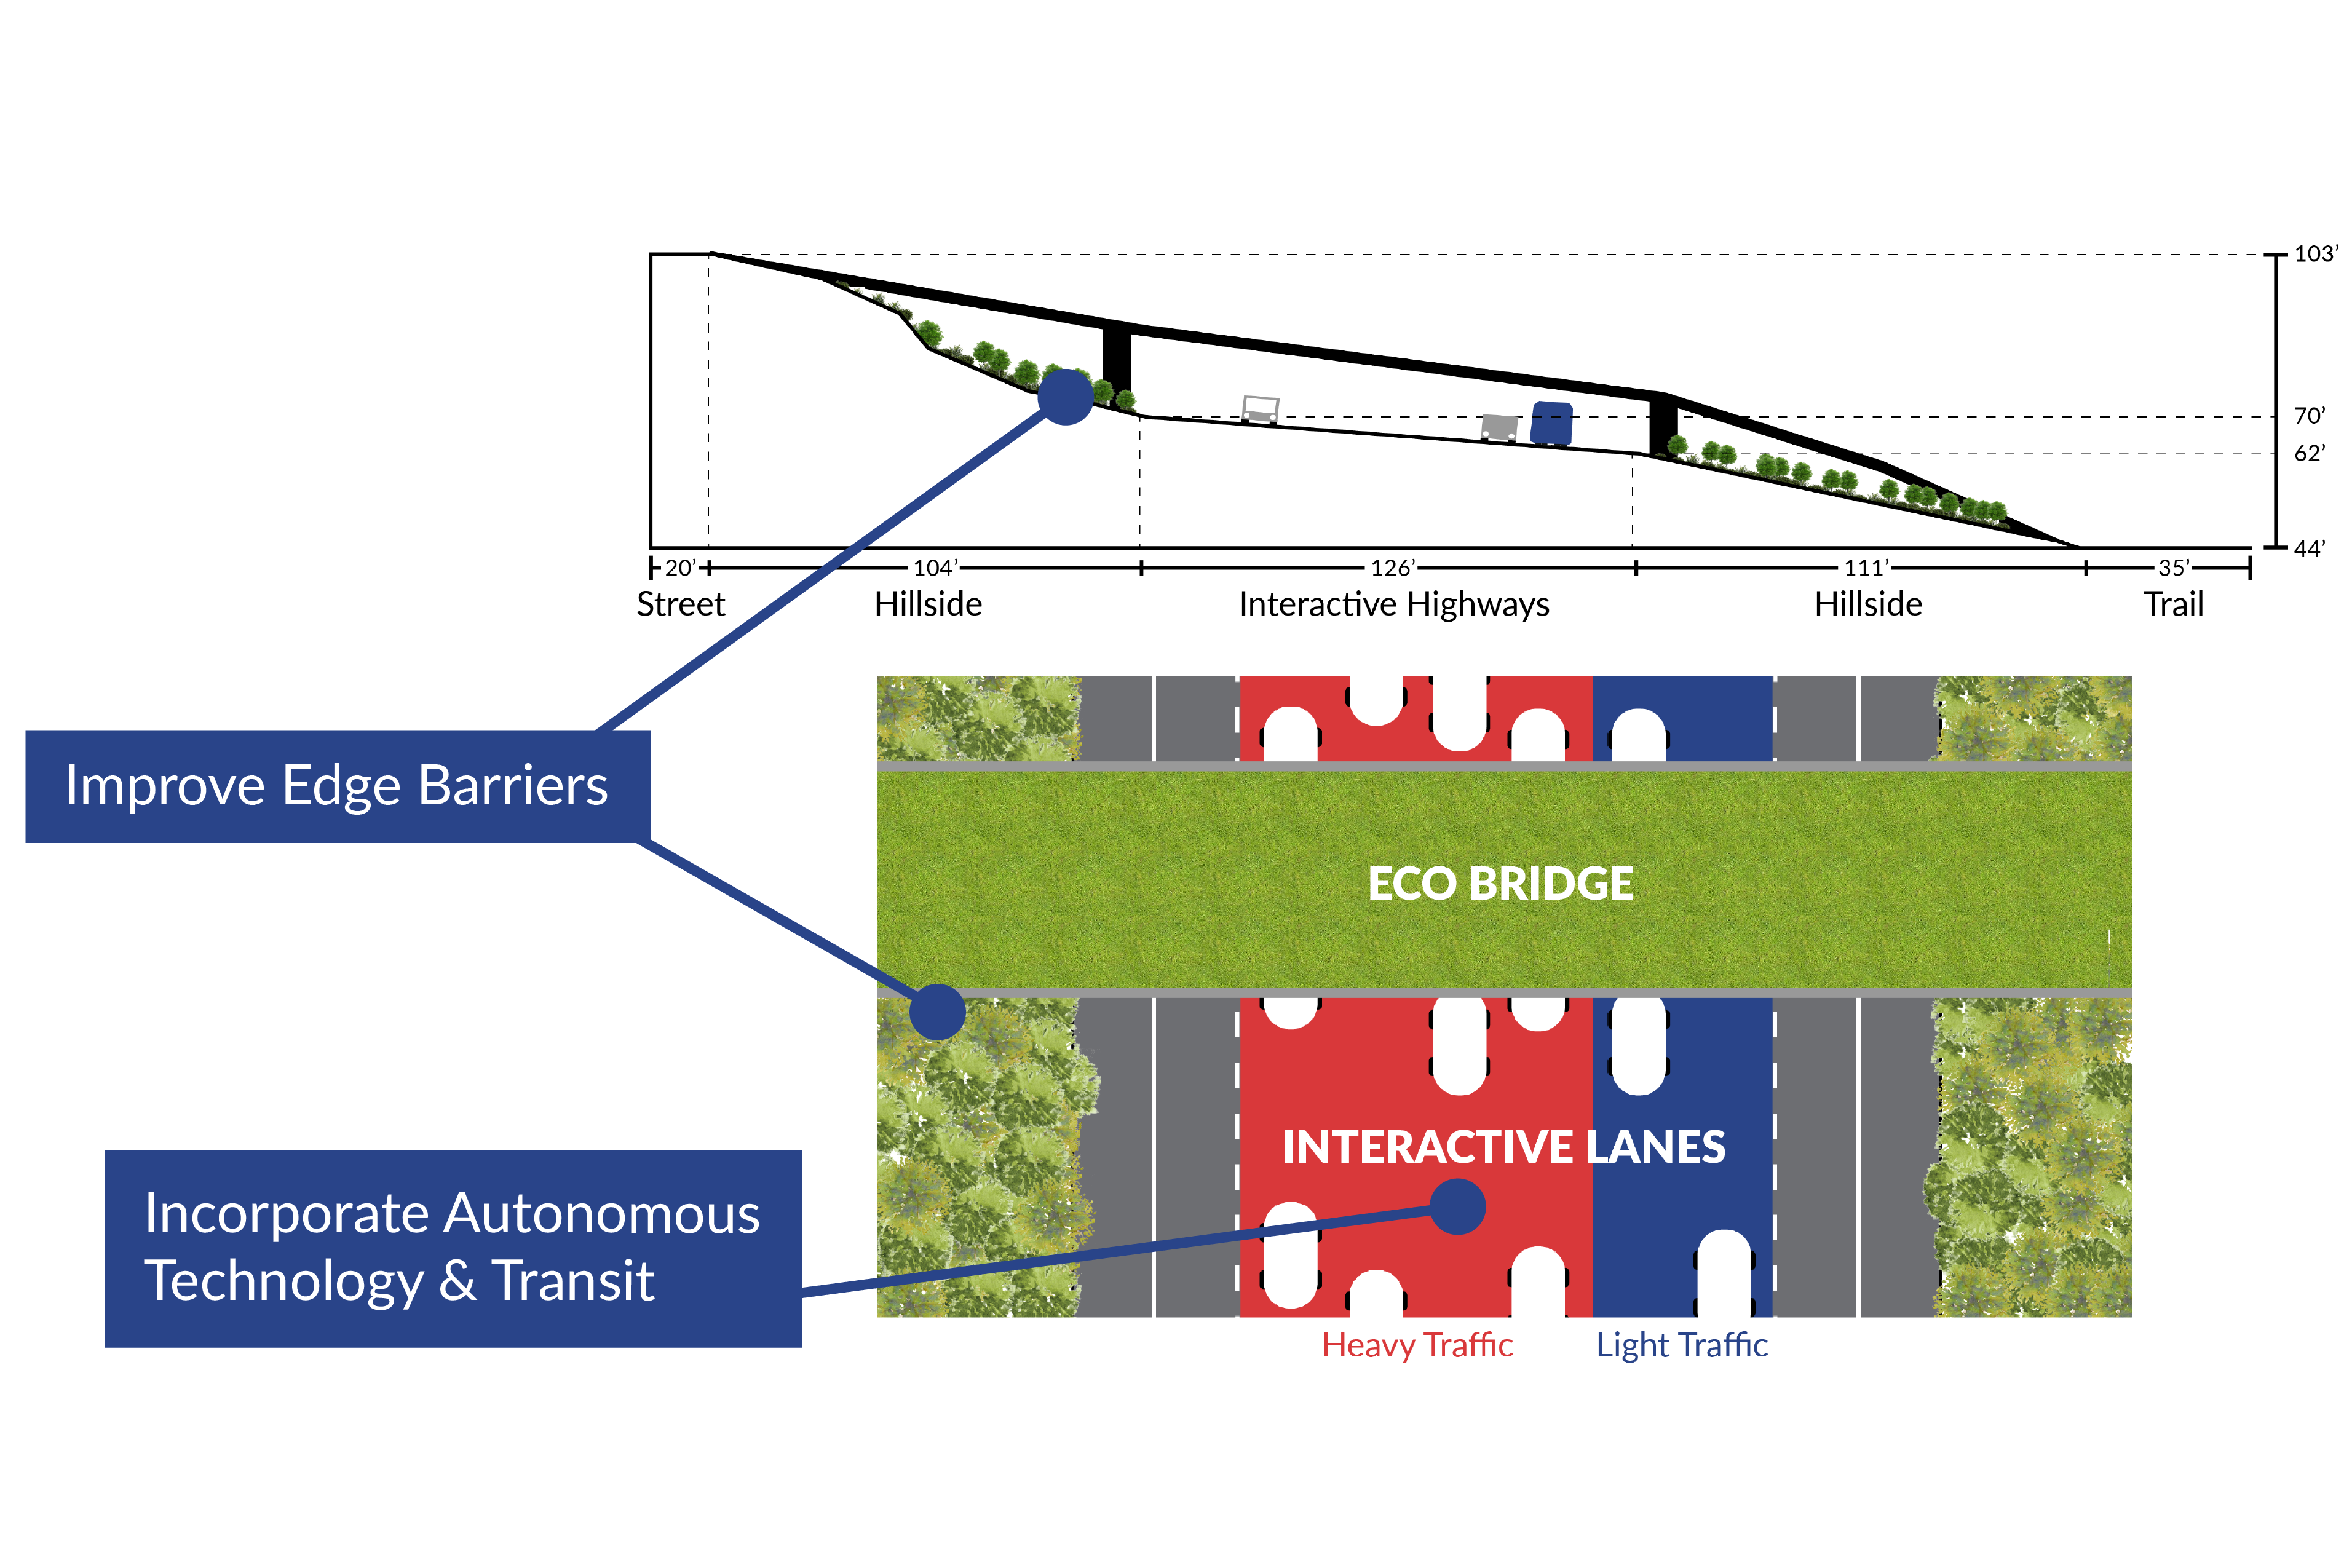 103’
70’
62’
44’
20’ 104’ 126’ 111’ 35’
Street Hillside Interactive Highways Hillside Trail
Improve Edge Barriers
ECO BRIDGE
INTERACTIVE LANES
Incorporate Autonomous
Technology & Transit
Heavy Traffic Light Traffic